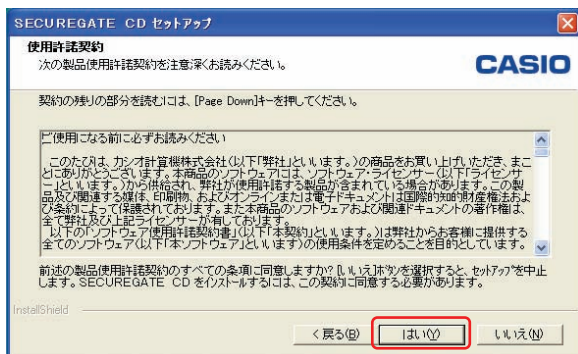 SECUREGATE CD セットアップ
使用許諾契約
次の製品使用許諾契約を注意深くお読みください。
CASIO
契約の残りの部分を読むには、[Page Down]キーを押してください。
ご使用になる前に必ずお読みください
このたびは、カシオ計算機株式会社(以下「弊社」といいます。)の商品をお買い上げいただき、まこ
とにありがとうございます。本商品のソフトウェアには、ソフトウェア・ライセンサー(以下「ライセンサ
ー」といいます。)から供給され、弊社が使用許諾する製品が含まれている場合があります。この製
品及び関連する媒体、印刷物、およびオンラインまたは電子ドキュメントは国際的知的財産権法およ
び条約によって保護されております。また本商品のソフトウェアおよび関連ドキュメントの著作権は、
全て弊社及び上記ライセンサーが有しております。
以下の「ソフトウェア使用許諾契約書」(以下「本契約」といいます。)は弊社からお客様に提供する
全てのソフトウェア(以下「本ソフトウェア」といいます)の使用条件を定めることを目的としています。
前述の製品使用許諾契約のすべての条項に同意しますか?[いいえ]ボタンを選択すると、セットアップを中止
します。SECUREGATE CD をインストールするには、この契約に同意する必要があります。
InstallShield
< 戻る(B)
はい(Y)
いいえ(N)